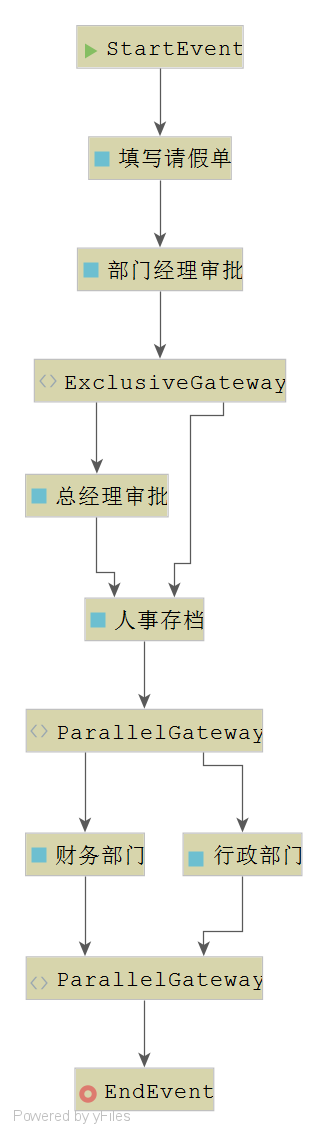 StartEvent
填写请假单
部门经理审批
ExclusiveGateway
总经理审批
人事存档
ParallelGateway
财务部门
行政部门
ParallelGateway
EndEvent
Powered by yFiles